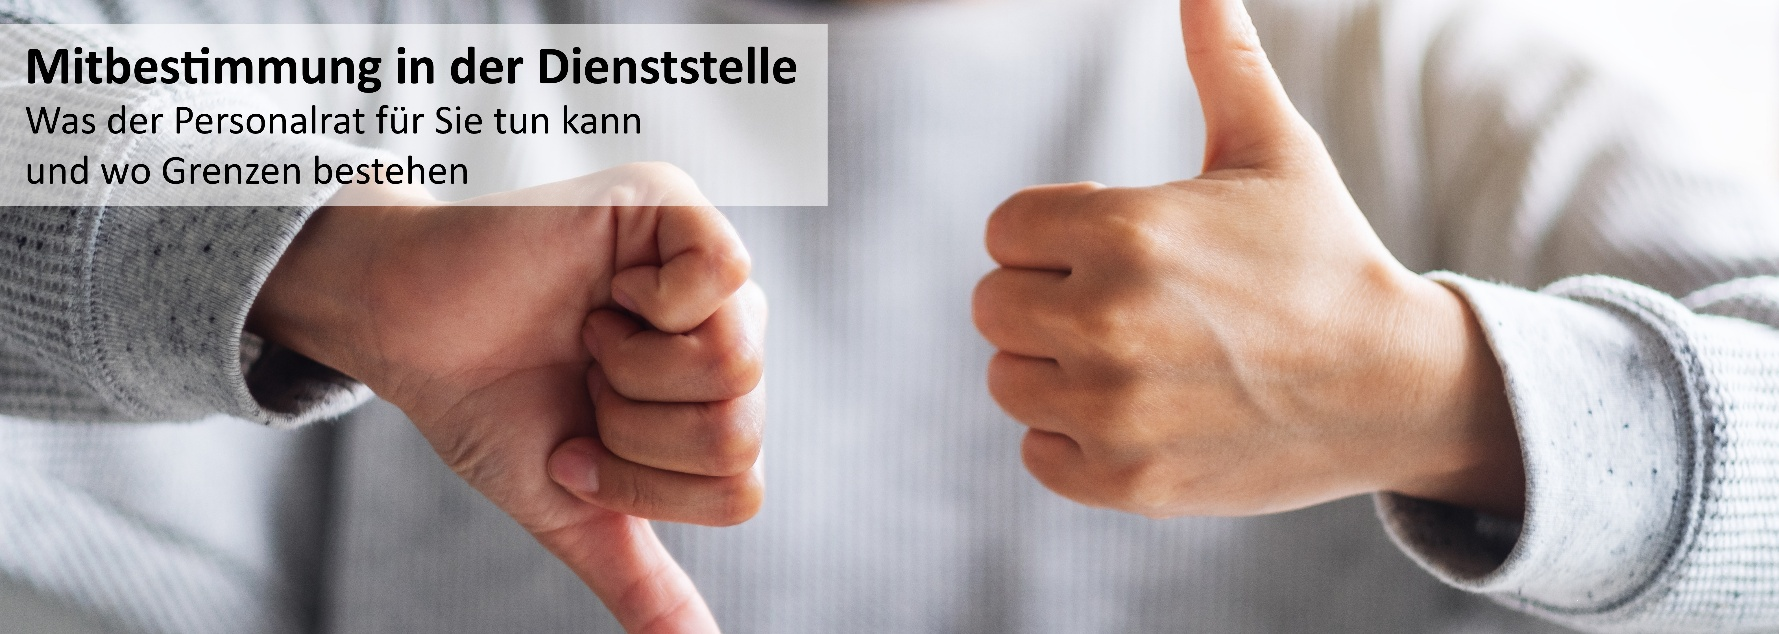 Mitbestimmung in der Dienststelle
Was der Personalrat für Sie tun kann
und wo Grenzen bestehen